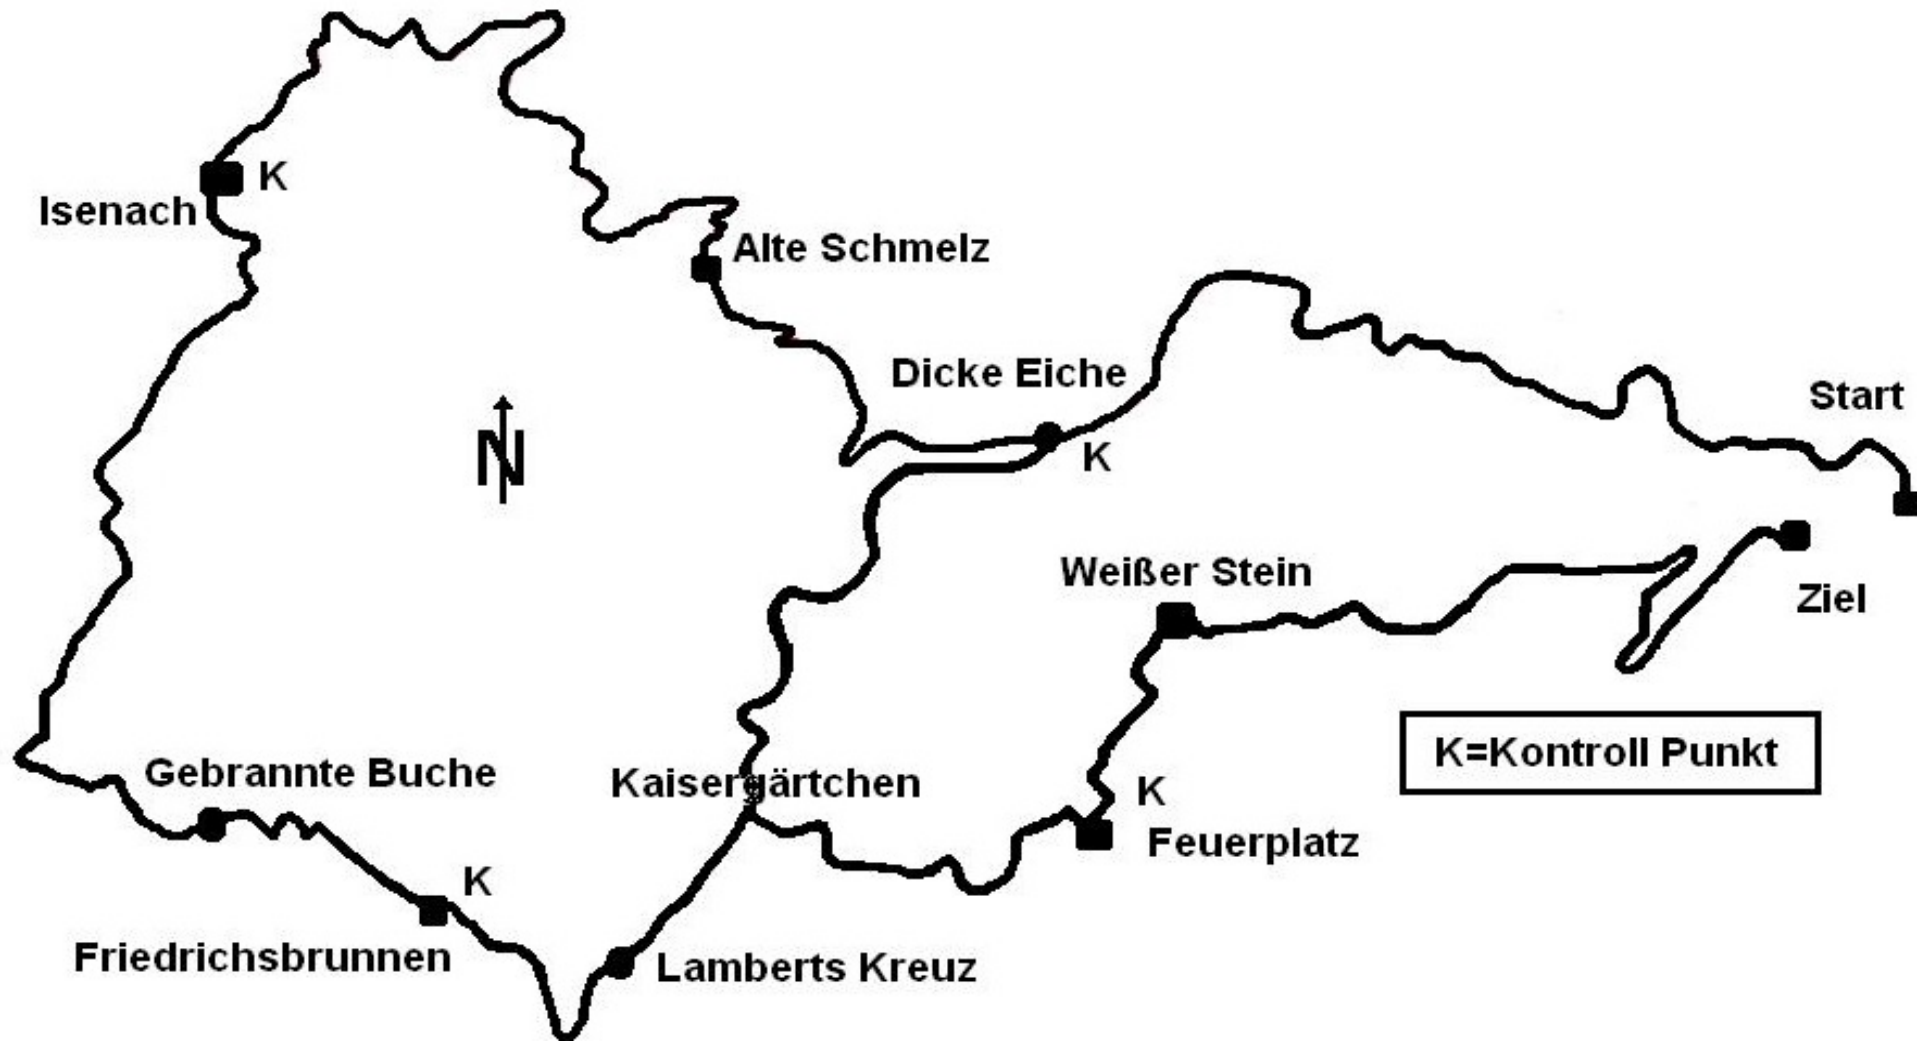 K
Isenach
Alte Schmelz
Dicke Eiche
K
Start
N
Weißer Stein
Ziel
K=Kontroll Punkt
Gebrannte Buche
Kaisergärtchen
K
Feuerplatz
K
Friedrichsbrunnen
Lamberts Kreuz